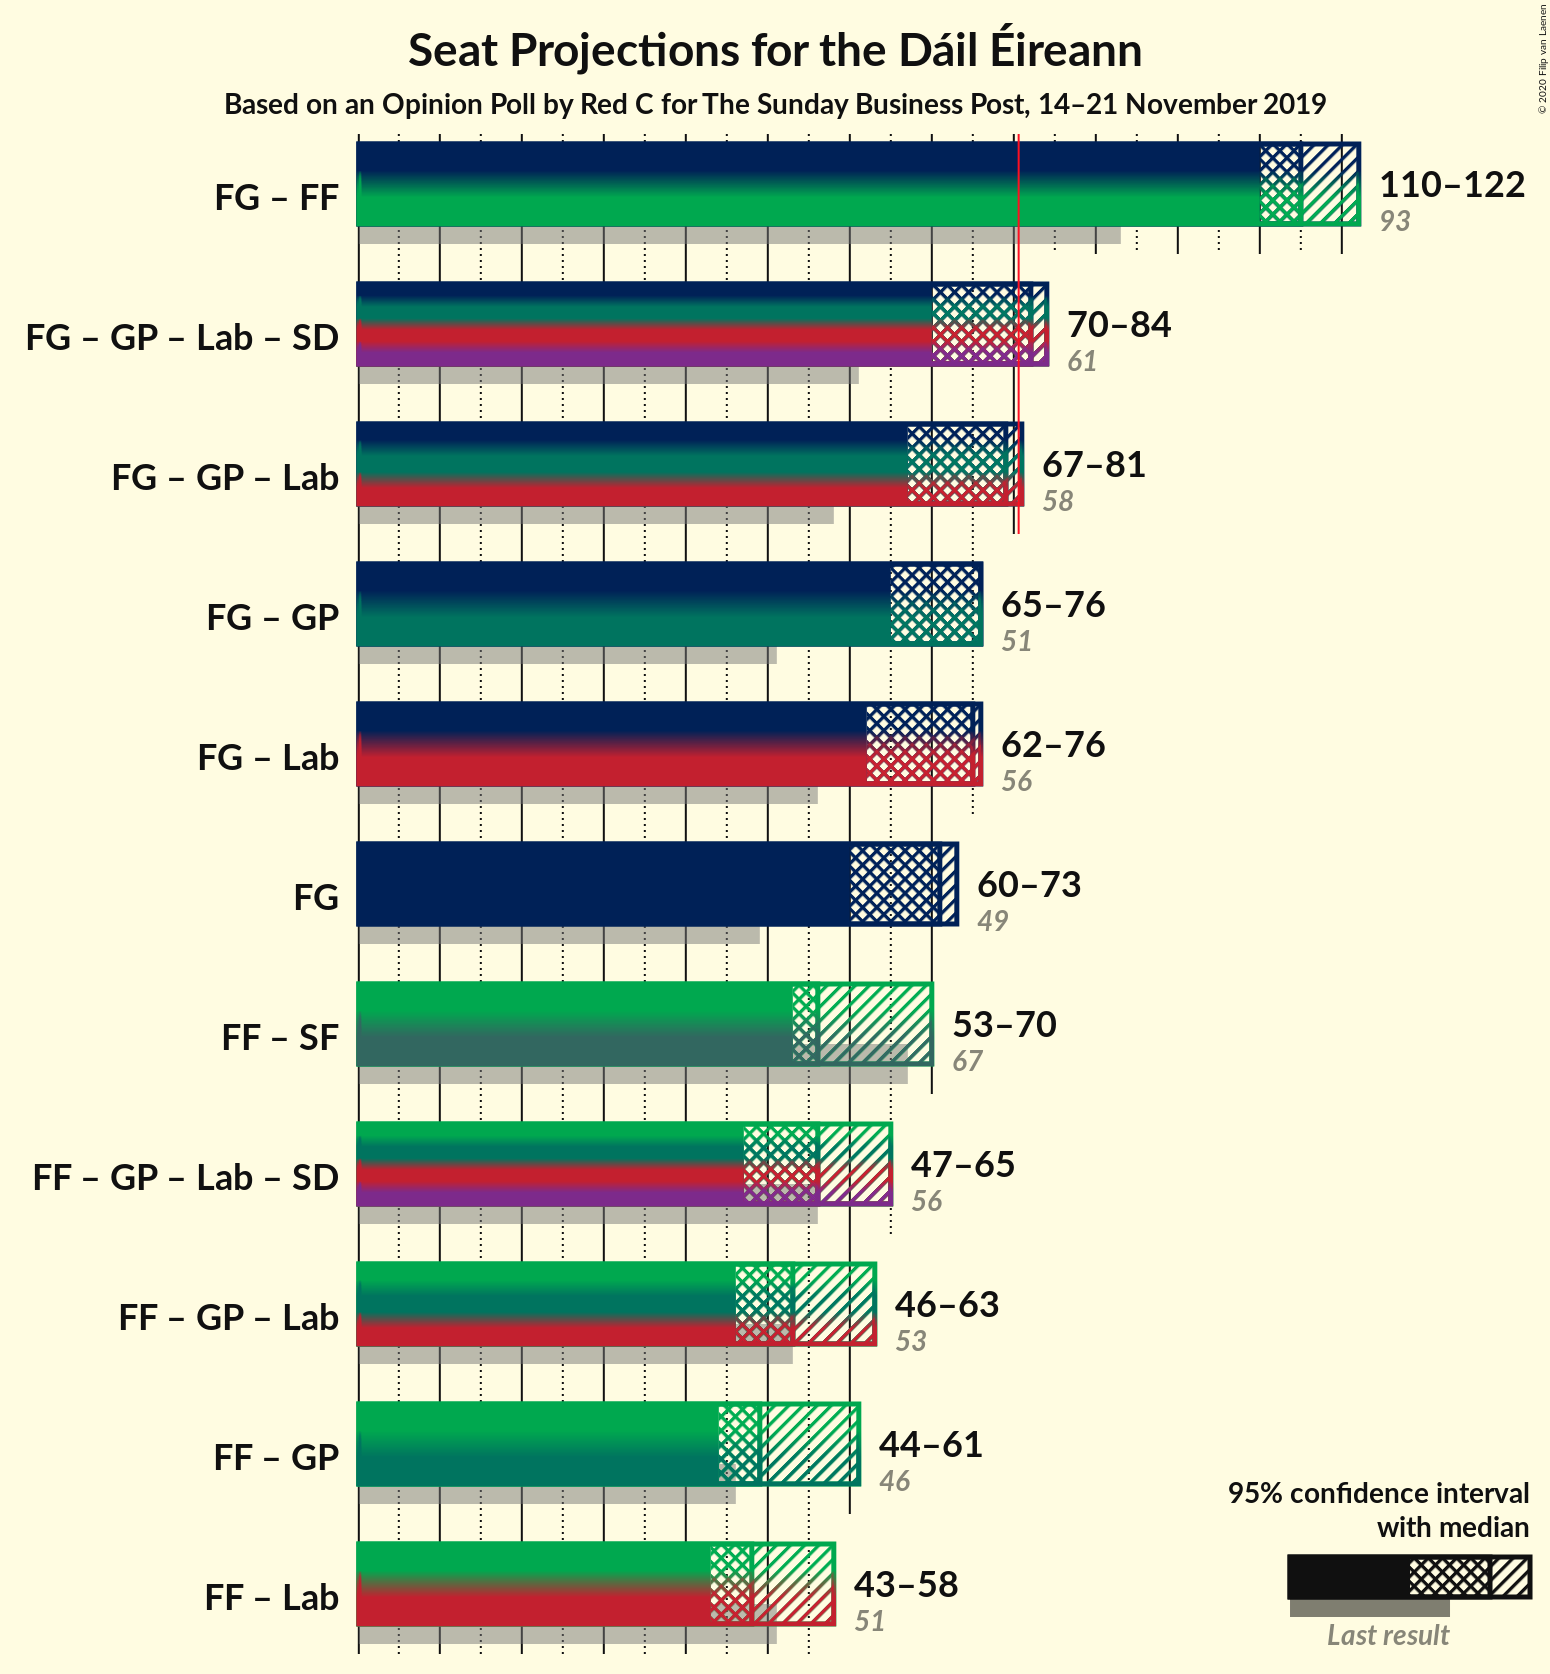 Seat Projections for the Dáil Éireann
Based on an Opinion Poll by Red C for The Sunday Business Post, 14–21 November 2019
© 2020 Filip van Laenen
FG – FF
110–122
93
FG – GP – Lab – SD
70–84
61
FG – GP – Lab
67–81
58
FG – GP
65–76
51
FG – Lab
62–76
56
FG
60–73
49
FF – SF
53–70
67
FF – GP – Lab – SD
47–65
56
FF – GP – Lab
46–63
53
FF – GP
44–61
46
FF – Lab
43–58
51
95% confidence interval
with median
Last result